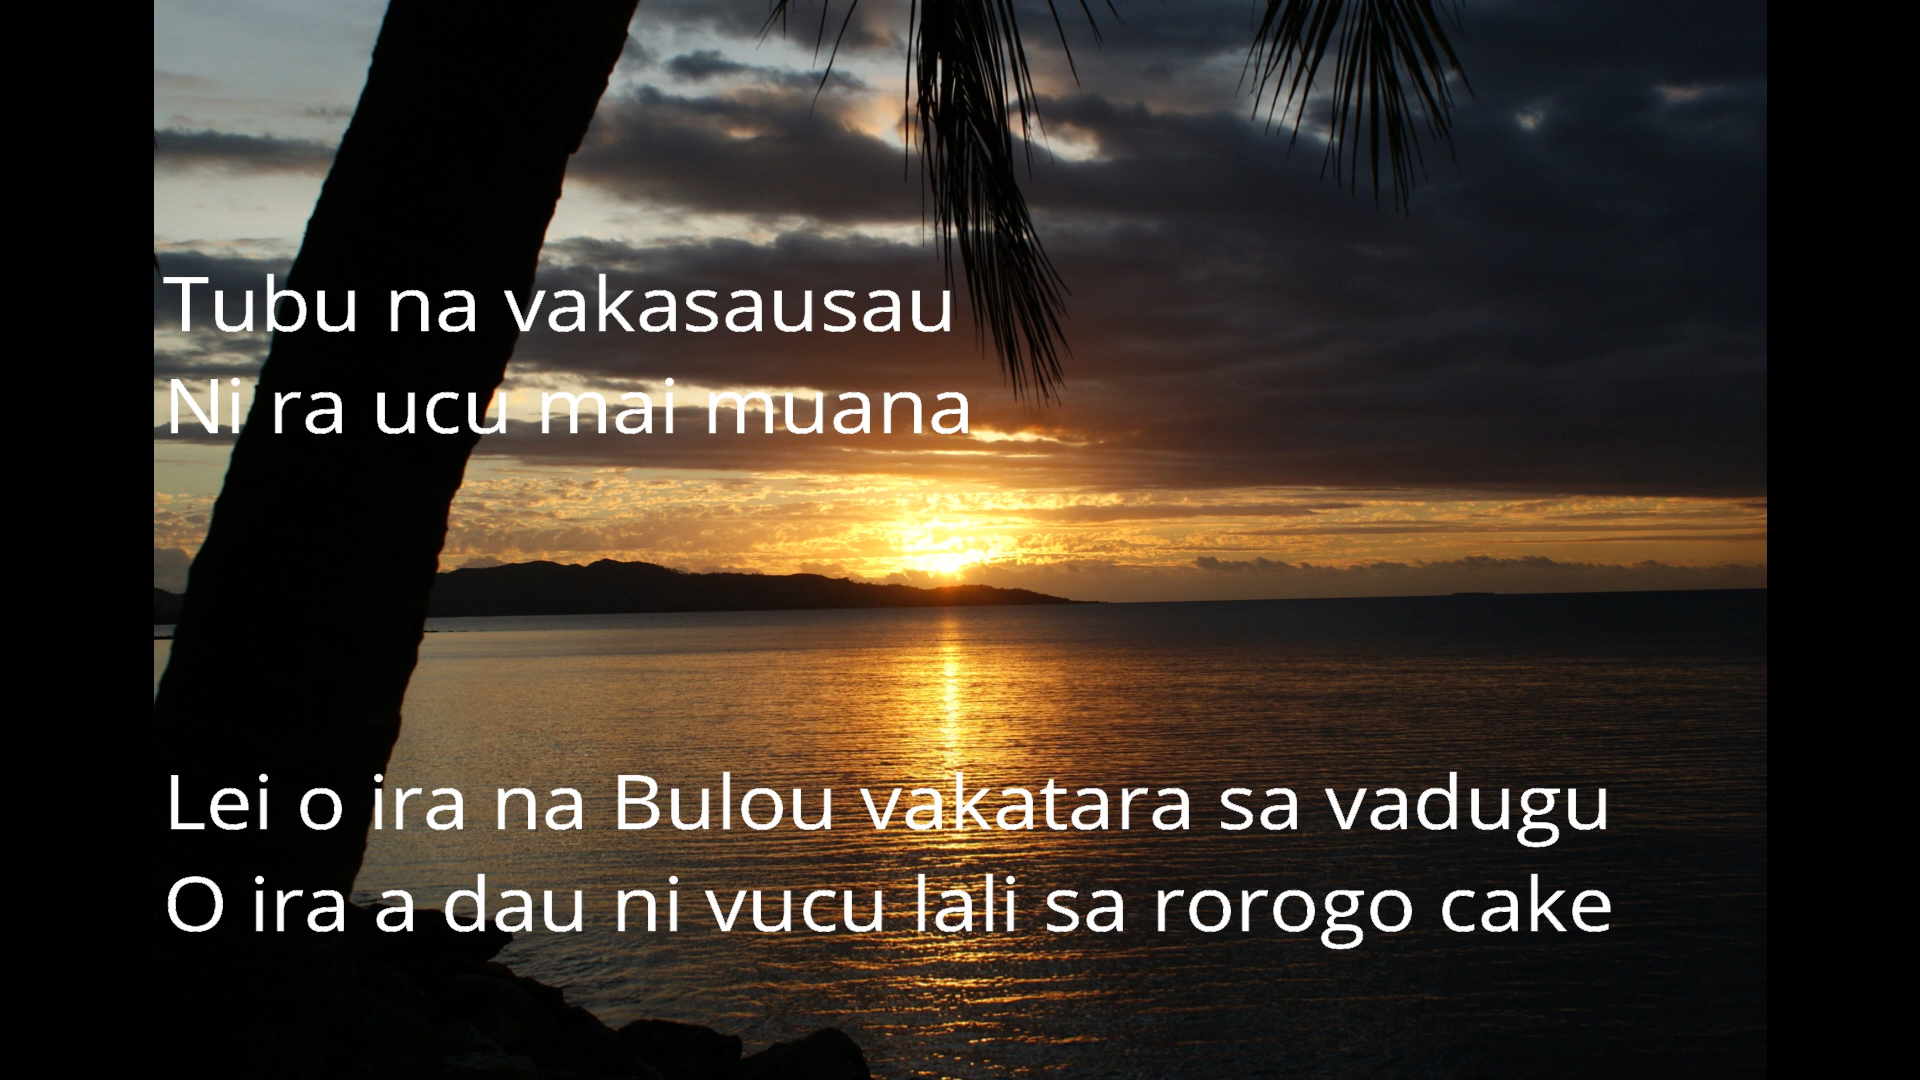 Tubu na vakasausau
Ni ra ucu mai muana
Lei o ira na Bulou vakatara sa vadugu
O ira a dau ni vucu lali sa rorogo cake